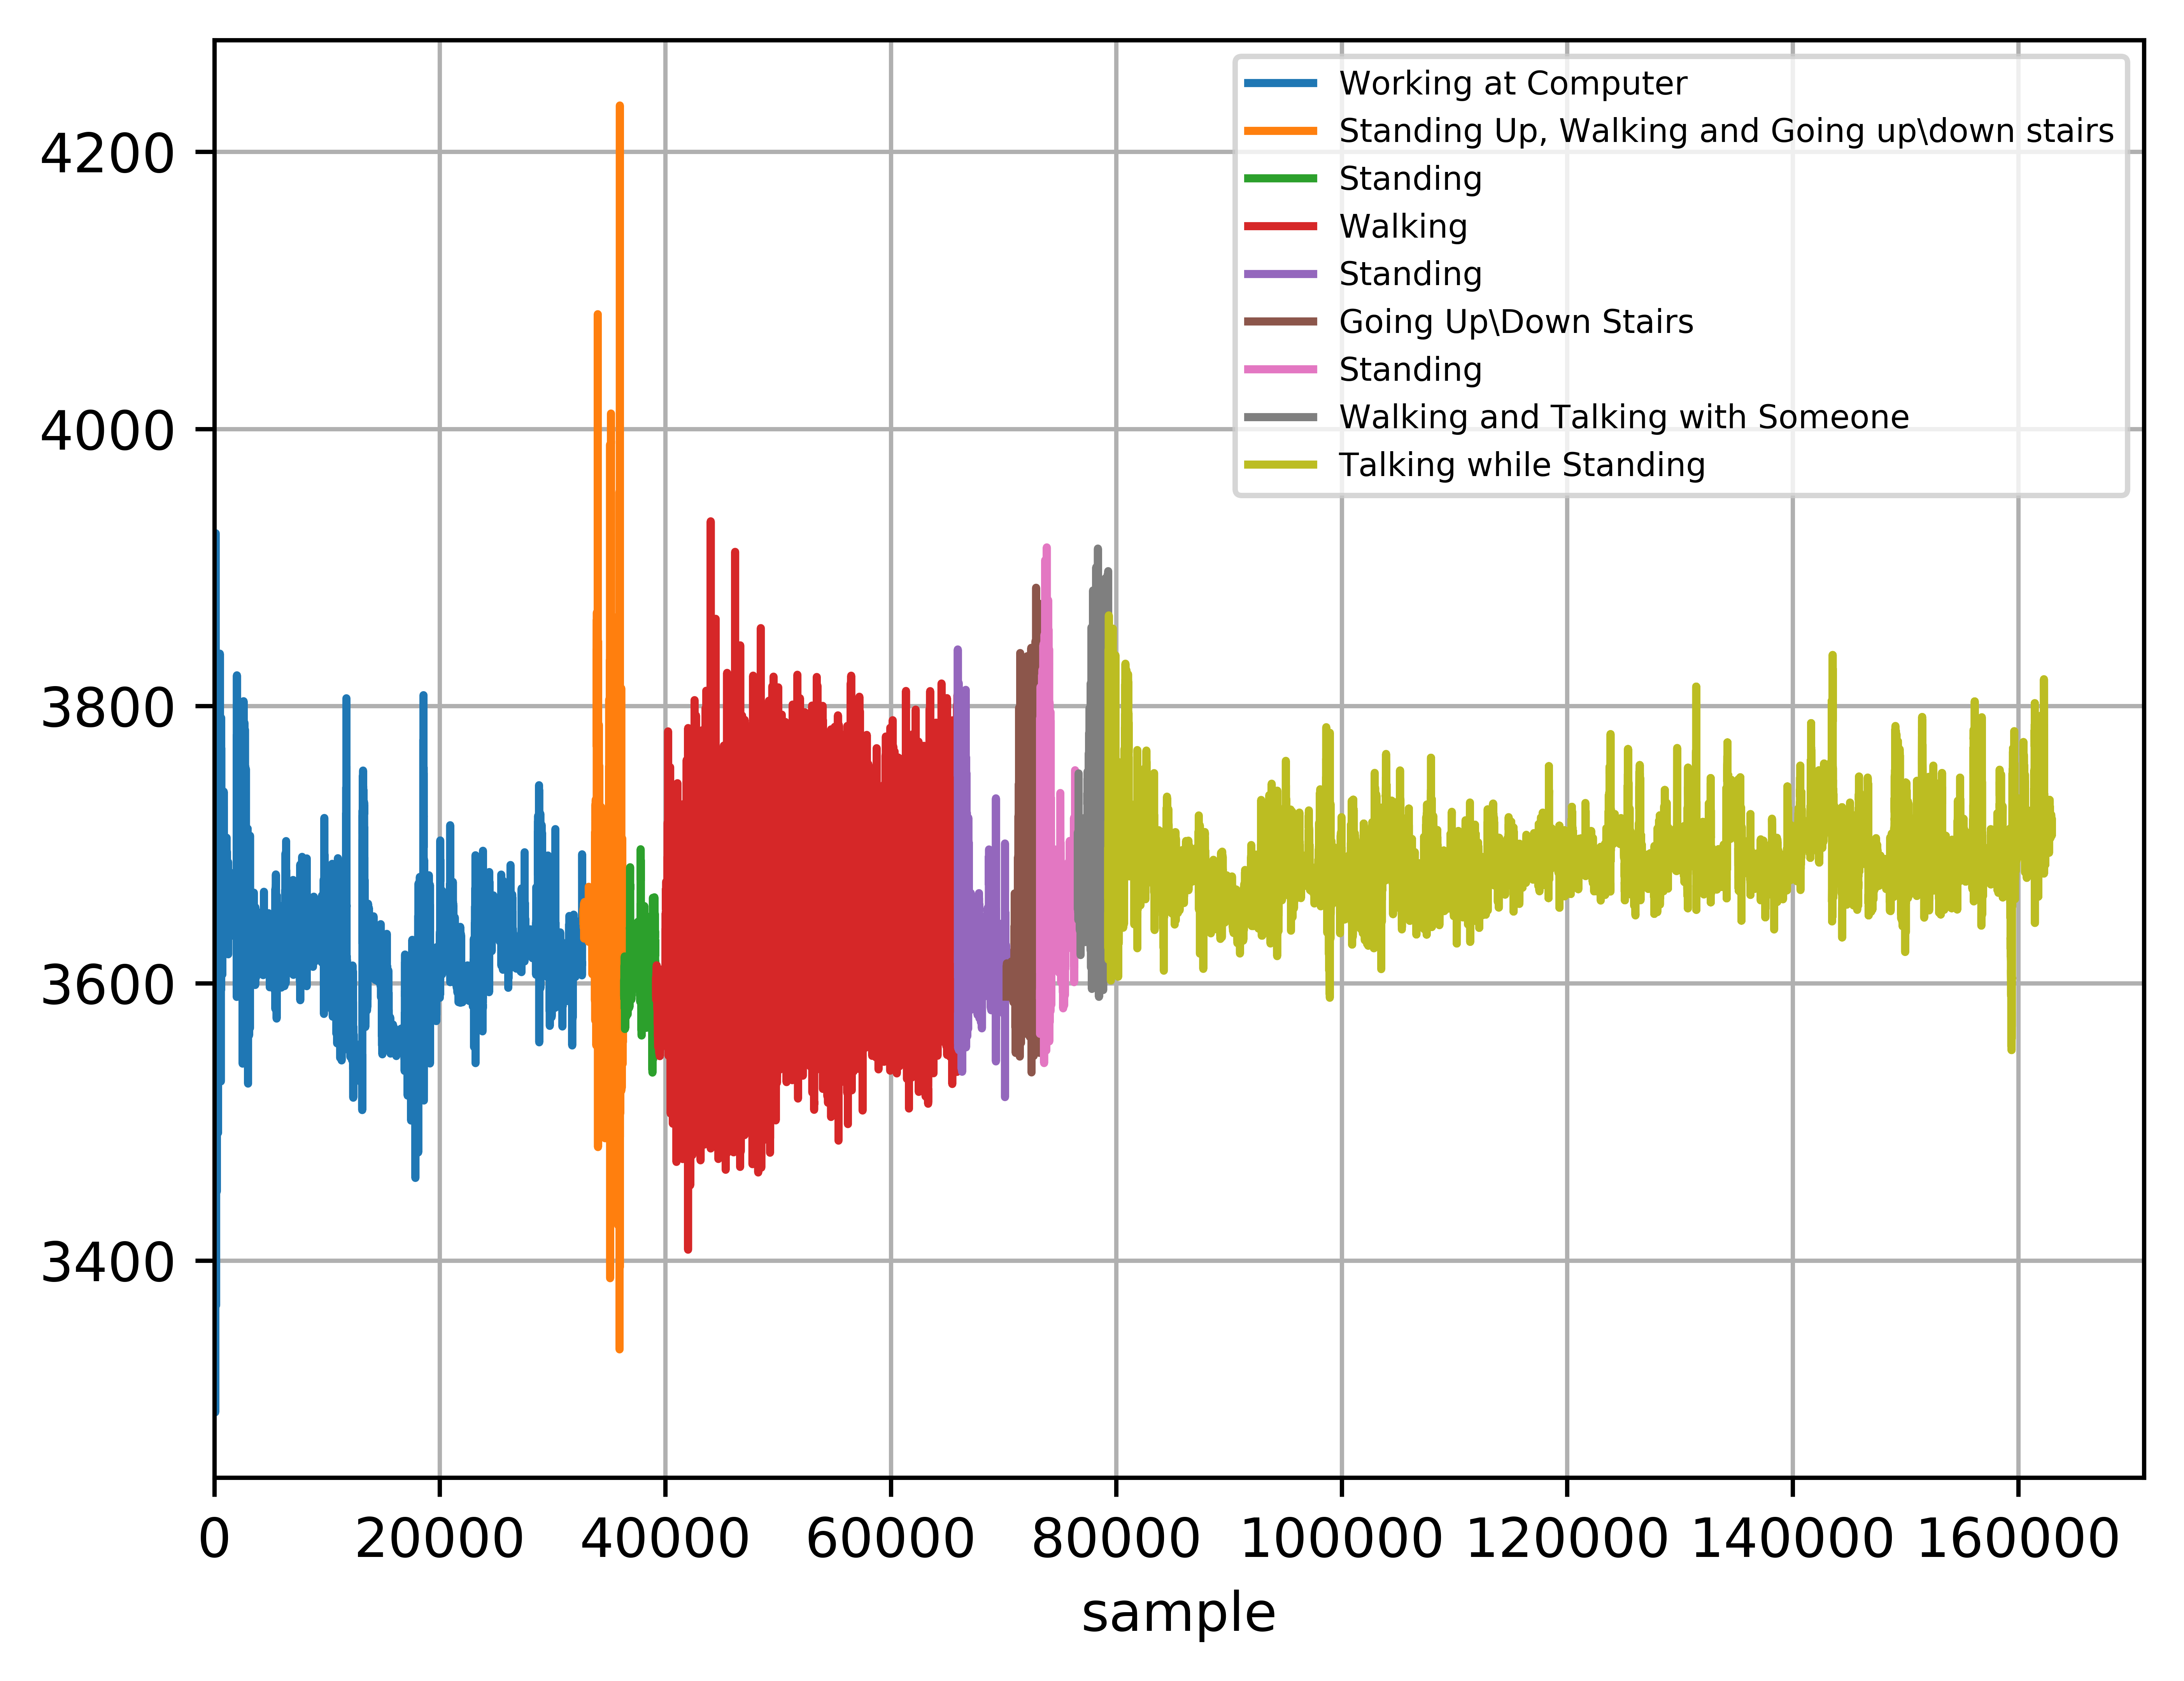 Working at Computer
Standing Up, Walking and Going up\down stairs
Standing
Walking
Standing
Going Up\Down Stairs
Standing
Walking and Talking with Someone
Talking while Standing
4200
4000
3800
3600
3400
0 20000 40000 60000 80000 100000 120000 140000 160000
sample